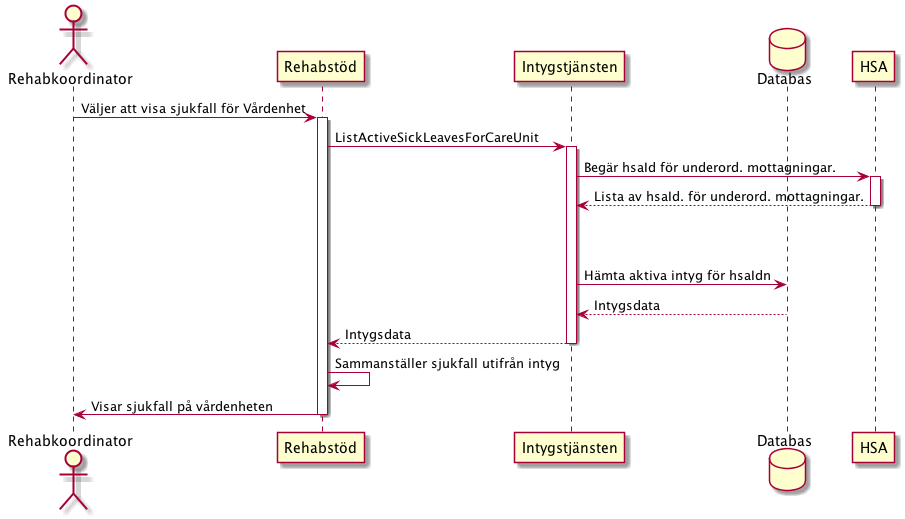 Rehabkoordinator
Rehabstöd
Intygstjänsten
Databas
HSA
Väljer att visa sjukfall för Vårdenhet
ListActiveSickLeavesForCareUnit
Begär hsaId för underord. mottagningar.
Lista av hsaId. för underord. mottagningar.
Hämta aktiva intyg för hsaIdn
Intygsdata
Intygsdata
Sammanställer sjukfall utifrån intyg
Visar sjukfall på vårdenheten
Rehabkoordinator
Rehabstöd
Intygstjänsten
Databas
HSA